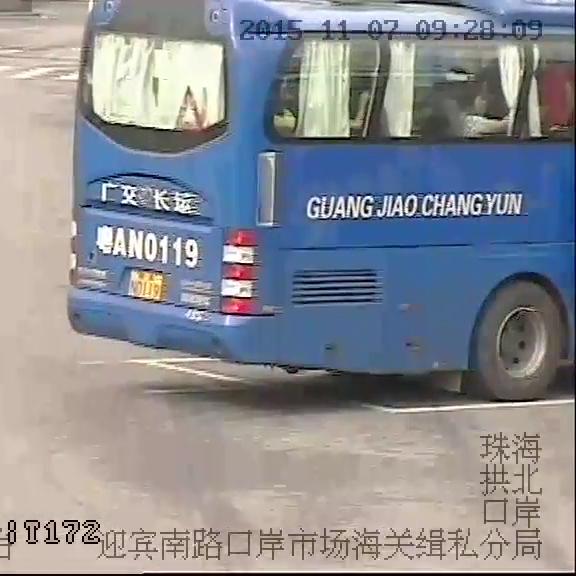 2015-11-07 09:28:09
广交 长运
GUANG JIAO CHANG YUN
粤AN0119
N0119
珠海
拱北
口岸
T172
迎宾南路口岸市场海关缉私分局